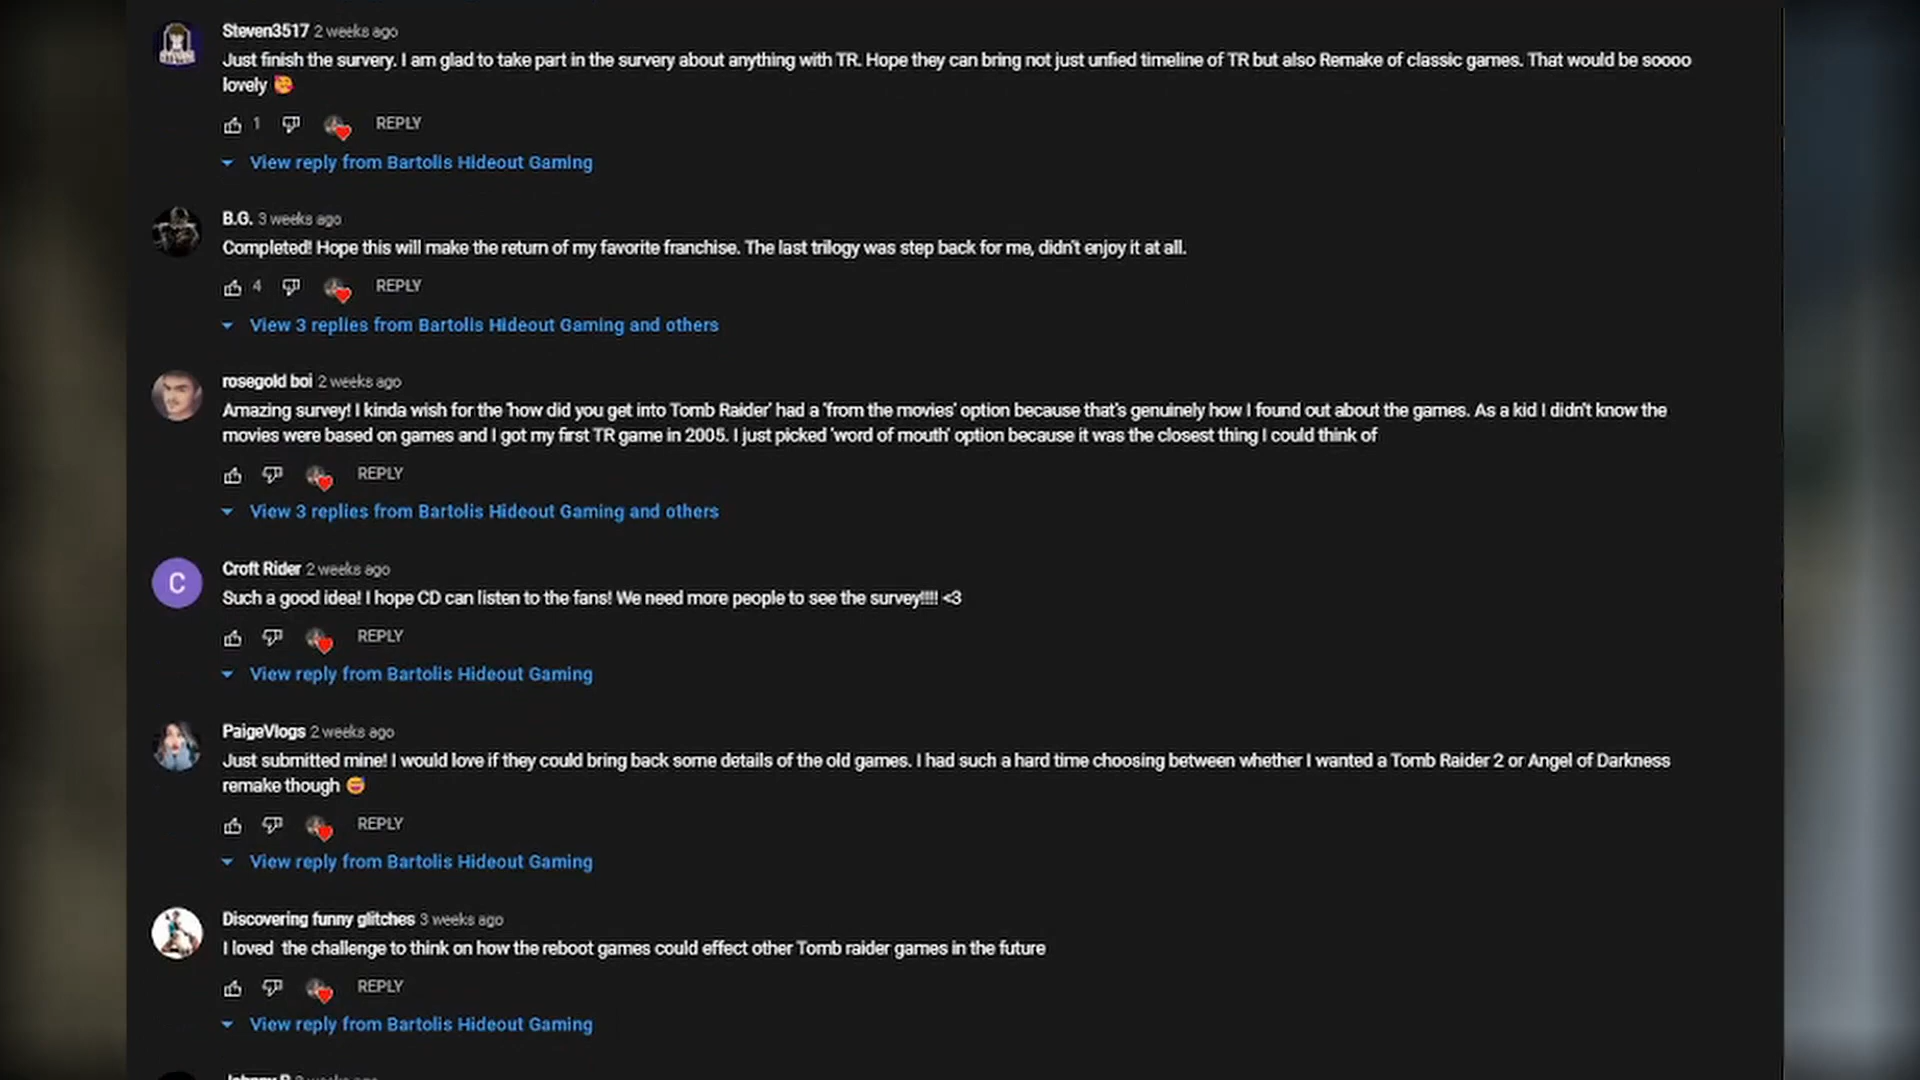 Steven3517 2 weeks ago
Just finish the survery. I am glad to take part in the survery about anything with TR. Hope they can bring not just unfied timeline of TR but also Remake of classic games. That would be soooo
lovely 🥰
1 REPLY
View reply from Bartolis Hideout Gaming
B.G. 3 weeks ago
Completed! Hope this will make the return of my favorite franchise. The last trilogy was step back for me, didn't enjoy it at all.
4 REPLY
View 3 replies from Bartolis Hideout Gaming and others
rosegold boi 2 weeks ago
Amazing survey! I kinda wish for the 'how did you get into Tomb Raider' had a 'from the movies' option because that's genuinely how I found out about the games. As a kid I didn't know the
movies were based on games and I got my first TR game in 2005. I just picked 'word of mouth' option because it was the closest thing I could think of
REPLY
View 3 replies from Bartolis Hideout Gaming and others
C
Croft Rider 2 weeks ago
Such a good idea! I hope CD can listen to the fans! We need more people to see the survey!!!! <3
REPLY
View reply from Bartolis Hideout Gaming
PaigeVlogs 2 weeks ago
Just submitted mine! I would love if they could bring back some details of the old games. I had such a hard time choosing between whether I wanted a Tomb Raider 2 or Angel of Darkness
remake though 😅
REPLY
View reply from Bartolis Hideout Gaming
Discovering funny glitches 3 weeks ago
I loved  the challenge to think on how the reboot games could effect other Tomb raider games in the future
REPLY
View reply from Bartolis Hideout Gaming